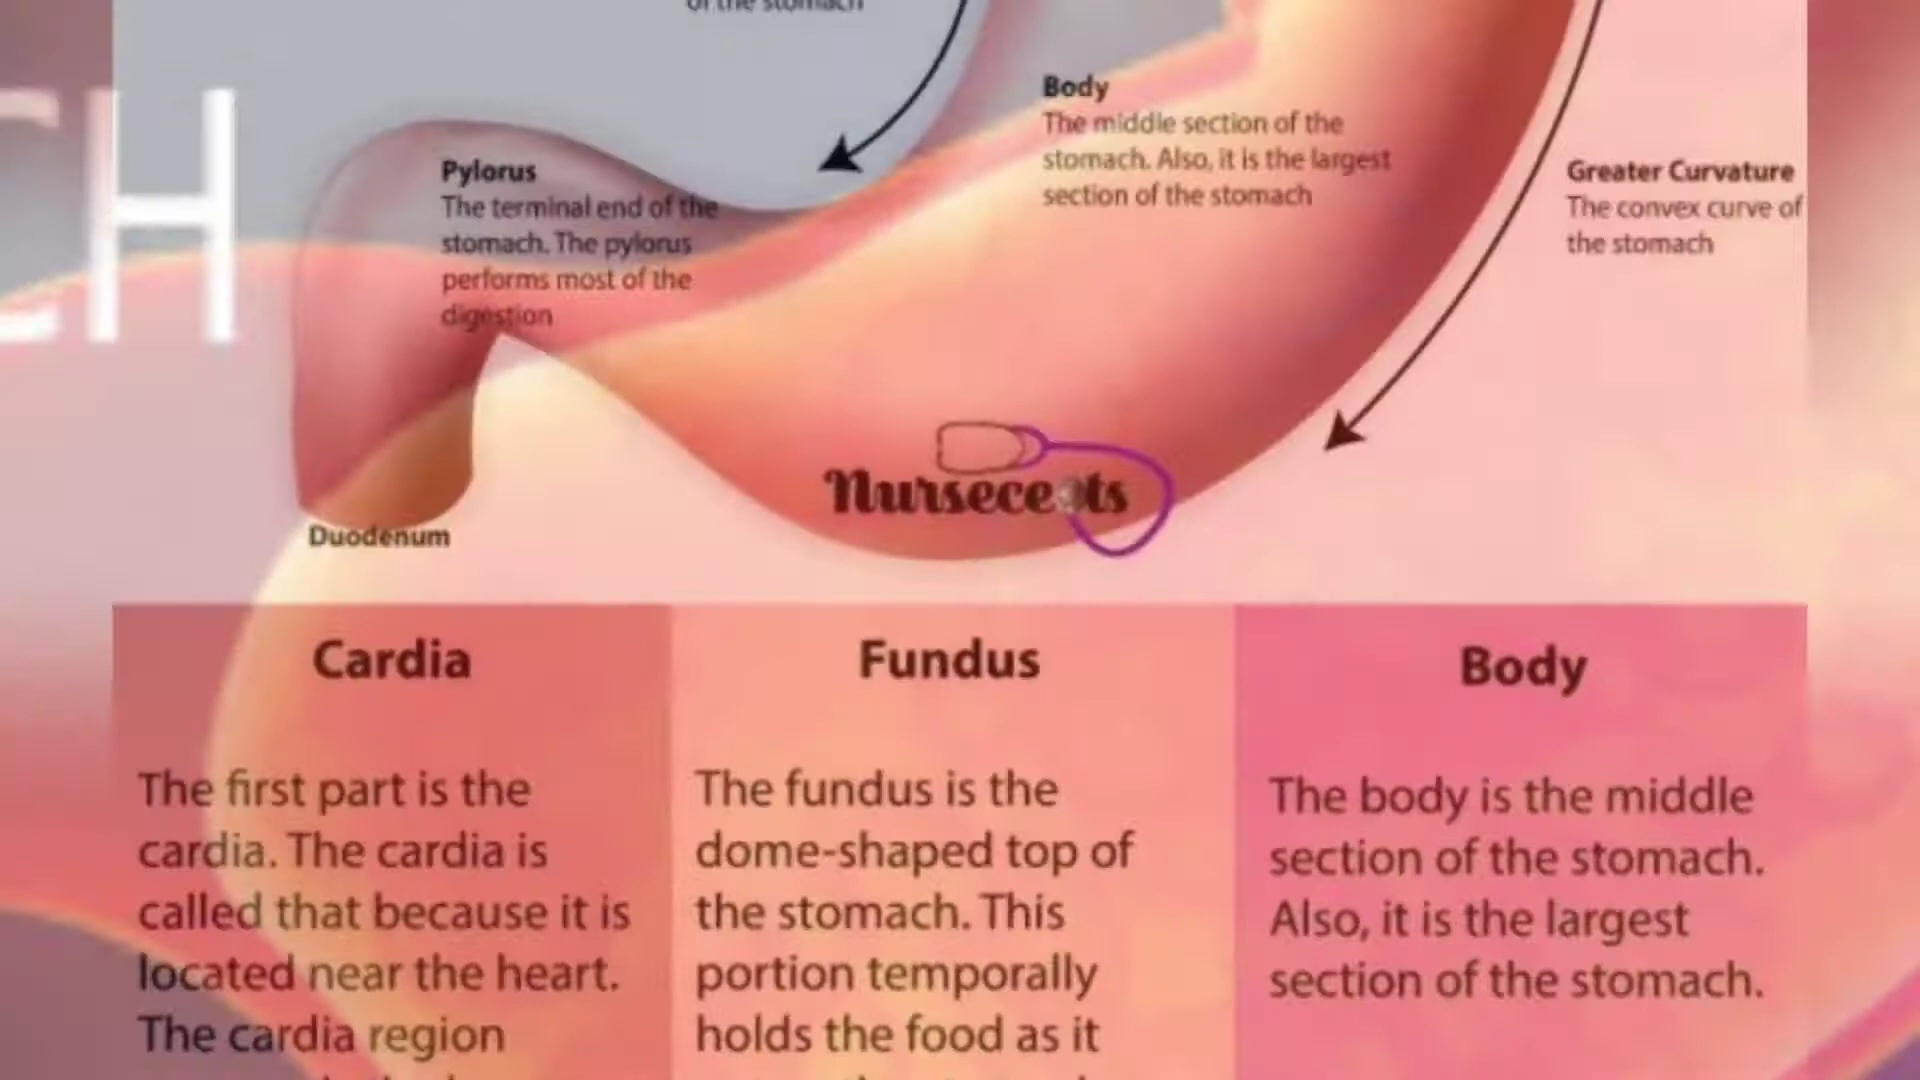 of the stomach
CH
Body
The middle section of the
stomach. Also, it is the largest
section of the stomach
Pylorus
The terminal end of the
stomach. The pylorus
performs most of the
digestion
Greater Curvature
The convex curve of
the stomach
Nursecepts
Duodenum
Cardia
The first part is the
cardia. The cardia is
called that because it is
located near the heart.
The cardia region
Fundus
The fundus is the
dome-shaped top of
the stomach. This
portion temporally
holds the food as it
Body
The body is the middle
section of the stomach.
Also, it is the largest
section of the stomach.